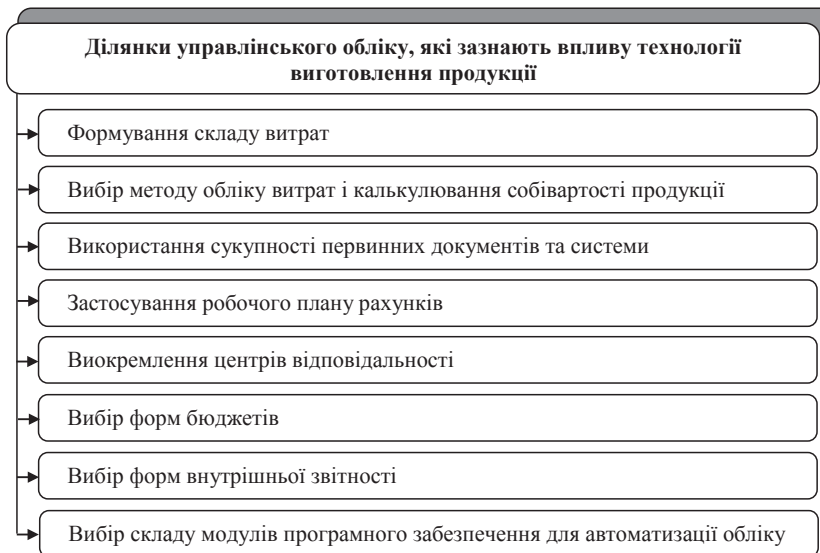 Ділянки управлінського обліку, які зазнають впливу технології
виготовлення продукції
Формування складу витрат
Вибір методу обліку витрат і калькулювання собівартості продукції
Використання сукупності первинних документів та системи
Застосування робочого плану рахунків
Виокремлення центрів відповідальності
Вибір форм бюджетів
Вибір форм внутрішньої звітності
Вибір складу модулів програмного забезпечення для автоматизації обліку